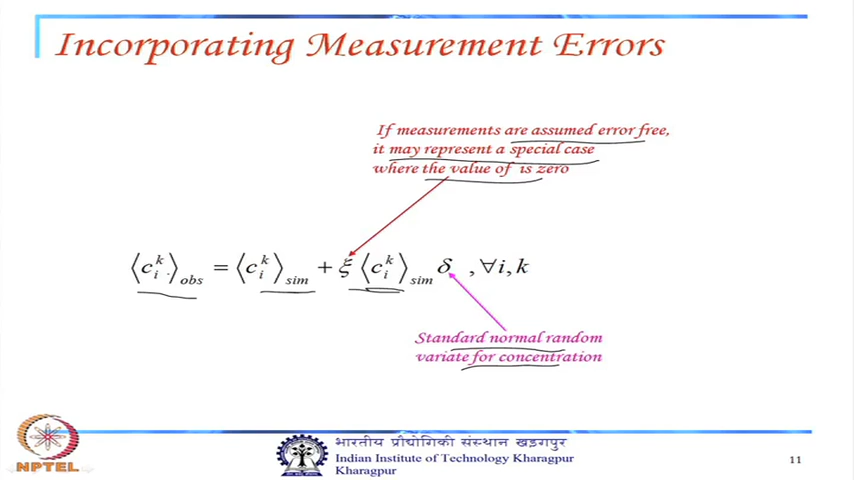 Incorporating Measurement Errors
If measurements are assumed error free,
it may represent a special case
where the value of is zero
⟨c_i^k⟩_obs = ⟨c_i^k⟩_sim + ξ ⟨c_i^k⟩_sim δ , ∀i, k
Standard normal random
variate for concentration
भारतीय प्रौद्योगिकी संस्थान खड़गपुर
Indian Institute of Technology Kharagpur
Kharagpur
NPTEL
11